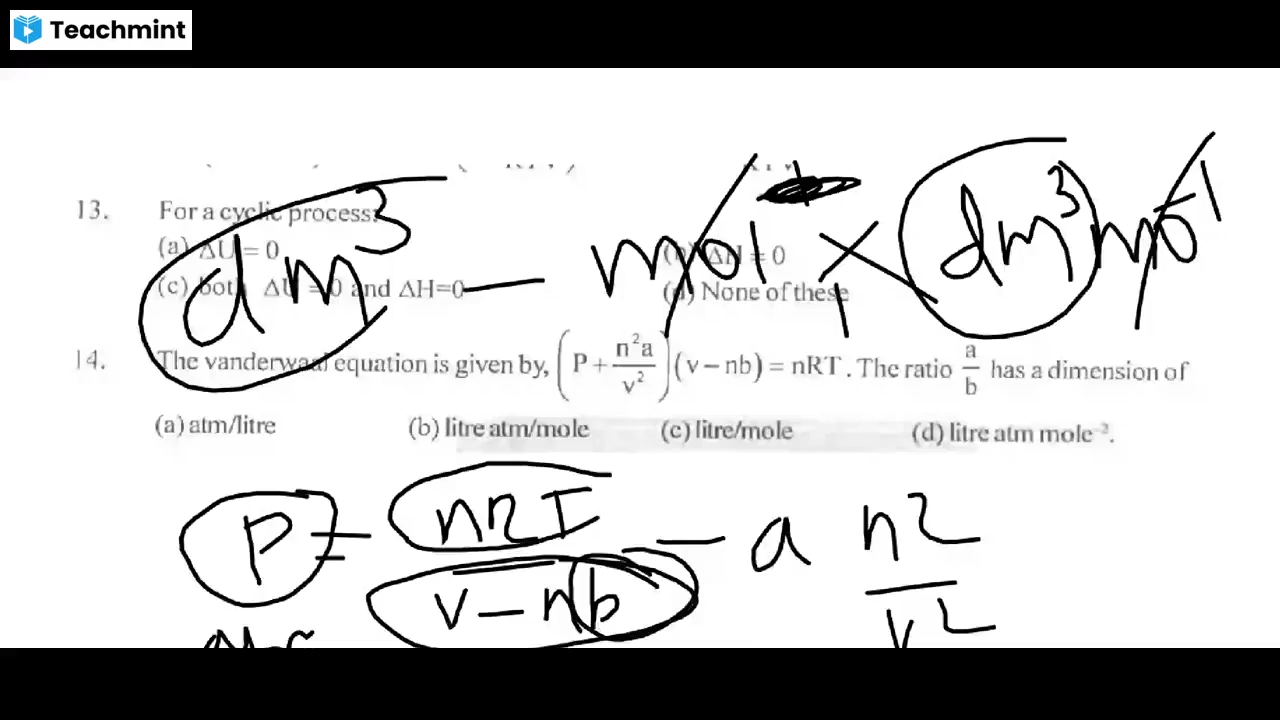 Teachmint
13. For a cyclic process:
(a) ΔU = 0 (b) ΔH = 0
(c) both ΔU = 0 and ΔH=0 (d) None of these
dm³ — mol × dm³ mol⁻¹
14. The vanderwaal equation is given by, (P + n²a/v²)(v – nb) = nRT. The ratio a/b has a dimension of
(a) atm/litre (b) litre atm/mole (c) litre/mole (d) litre atm mole⁻².
P = nRT/v – nb – a n²/v²